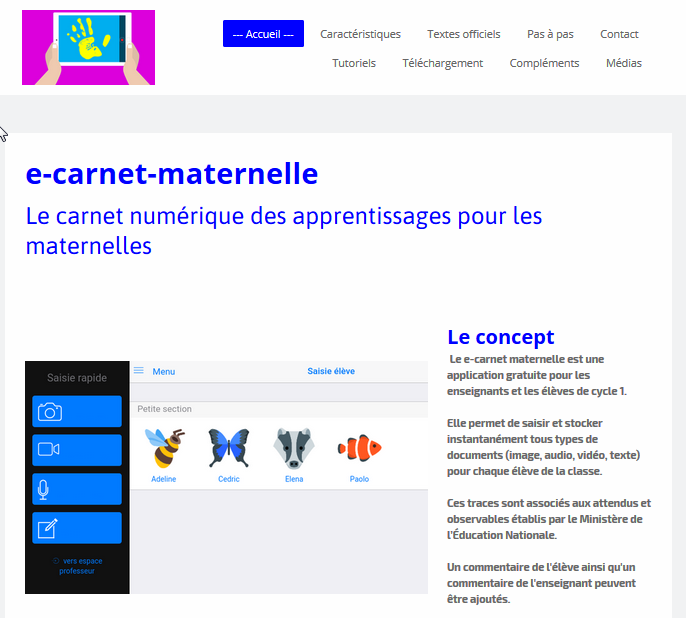 --- Accueil ---
Caractéristiques
Textes officiels
Pas à pas
Contact
Tutoriels
Téléchargement
Compléments
Médias
e-carnet-maternelle
Le carnet numérique des apprentissages pour les
maternelles
Saisie rapide
vers espace
professeur
Menu
Saisie élève
Petite section
Adeline
Cedric
Elena
Paolo
Le concept
Le e-carnet maternelle est une
application gratuite pour les
enseignants et les élèves de cycle 1.
Elle permet de saisir et stocker
instantanément tous types de
documents (image, audio, vidéo, texte)
pour chaque élève de la classe.
Ces traces sont associés aux attendus et
observables établis par le Ministère de
l'Éducation Nationale.
Un commentaire de l'élève ainsi qu'un
commentaire de l'enseignant peuvent
être ajoutés.